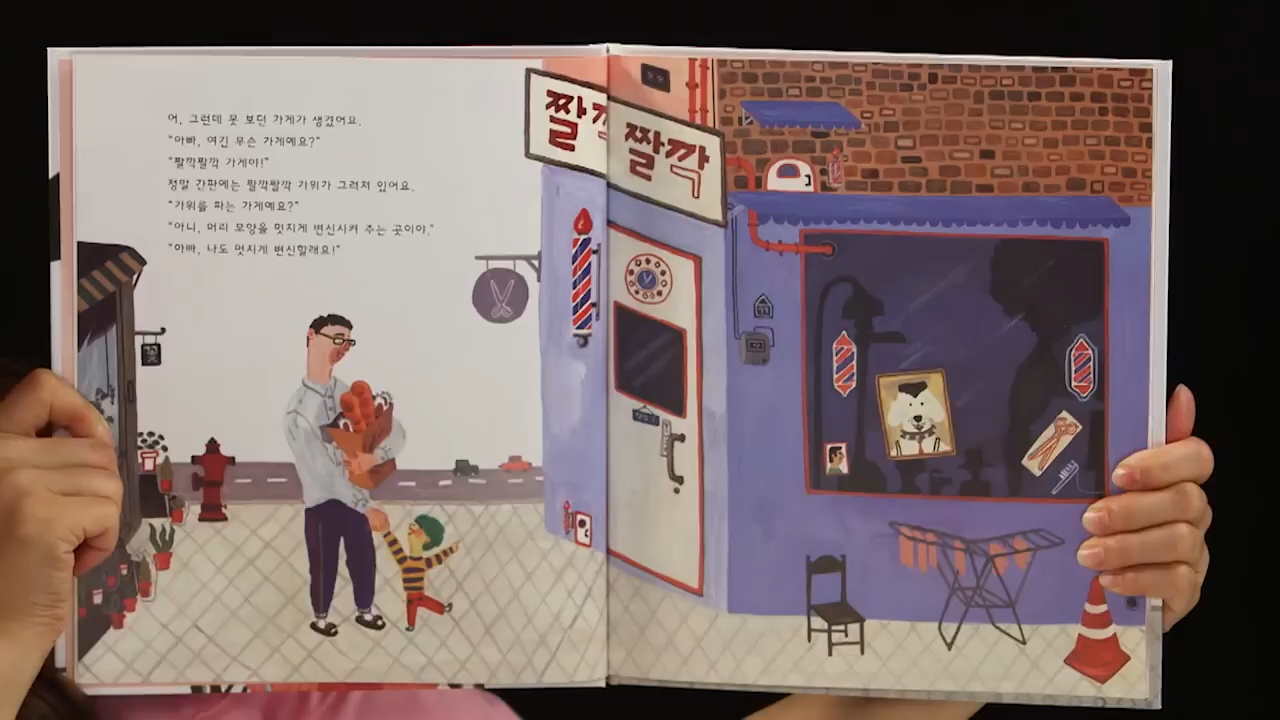 어, 그런데 못 보던 가게가 생겼어요.
"아빠, 여긴 무슨 가게예요?"
"짤깍짤깍 가게야!"
정말 간판에는 짤깍짤깍 가위가 그려져 있어요.
"가위를 파는 가게예요?"
"아니, 머리 모양을 멋지게 변신시켜 주는 곳이야."
"아빠, 나도 멋지게 변신할래요!"
짤깍
짤깍